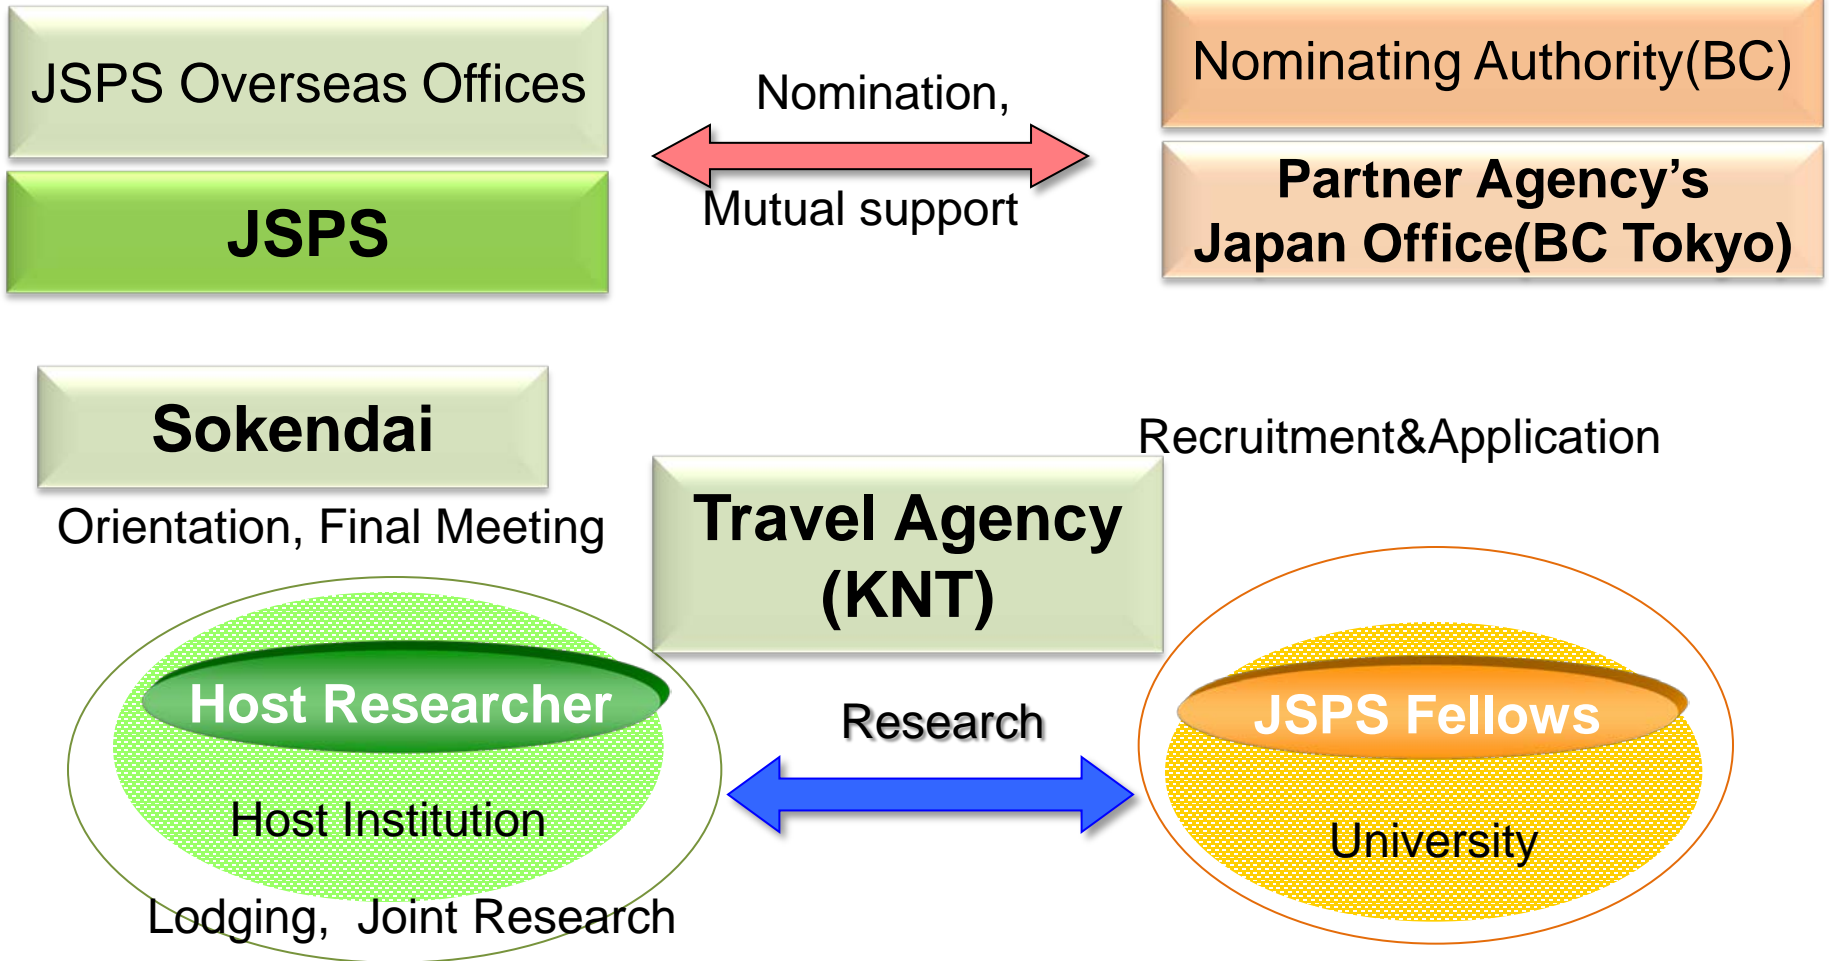 JSPS Overseas Offices
JSPS
Nomination,
Mutual support
Nominating Authority(BC)
Partner Agency’s
Japan Office(BC Tokyo)
Sokendai
Orientation, Final Meeting
Travel Agency
(KNT)
Recruitment&Application
Host Researcher
Host Institution
Lodging,  Joint Research
Research
JSPS Fellows
University